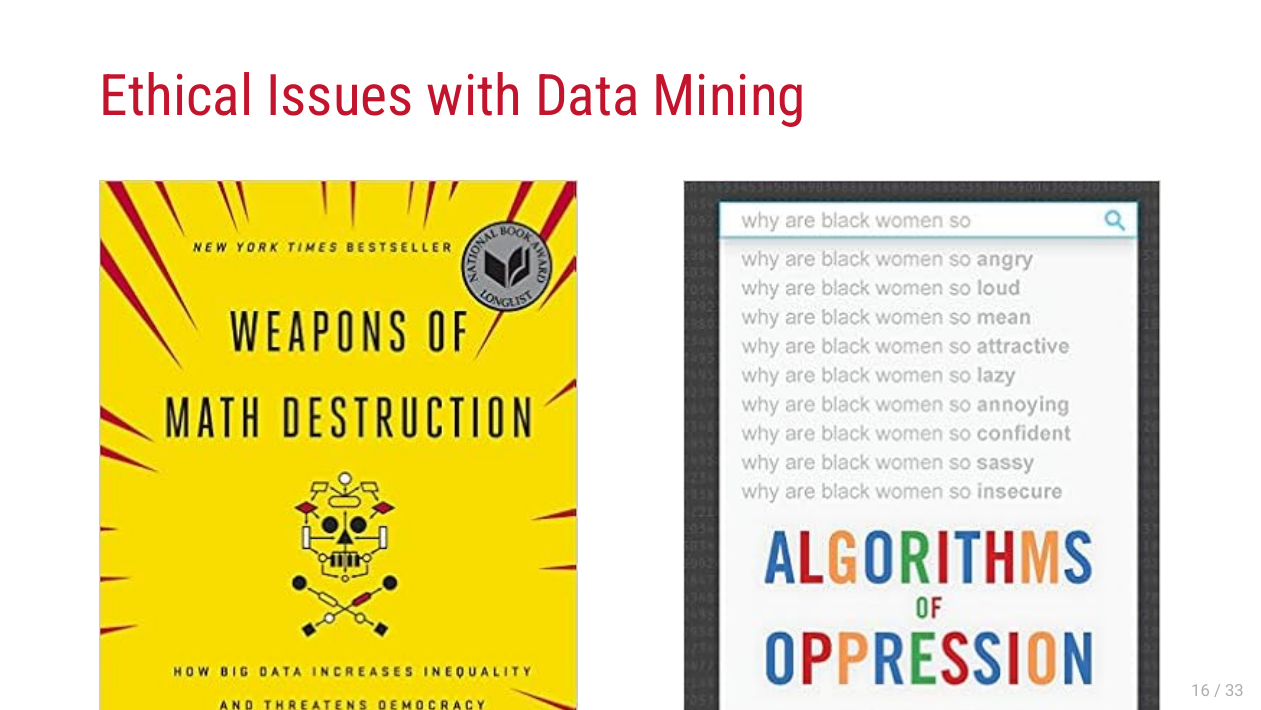 Ethical Issues with Data Mining
NEW YORK TIMES BESTSELLER
NATIONAL BOOK AWARD
LONGLIST
WEAPONS OF
MATH DESTRUCTION
HOW BIG DATA INCREASES INEQUALITY
AND THREATENS DEMOCRACY
why are black women so
why are black women so angry
why are black women so loud
why are black women so mean
why are black women so attractive
why are black women so lazy
why are black women so annoying
why are black women so confident
why are black women so sassy
why are black women so insecure
ALGORITHMS
OF
OPPRESSION
16 / 33